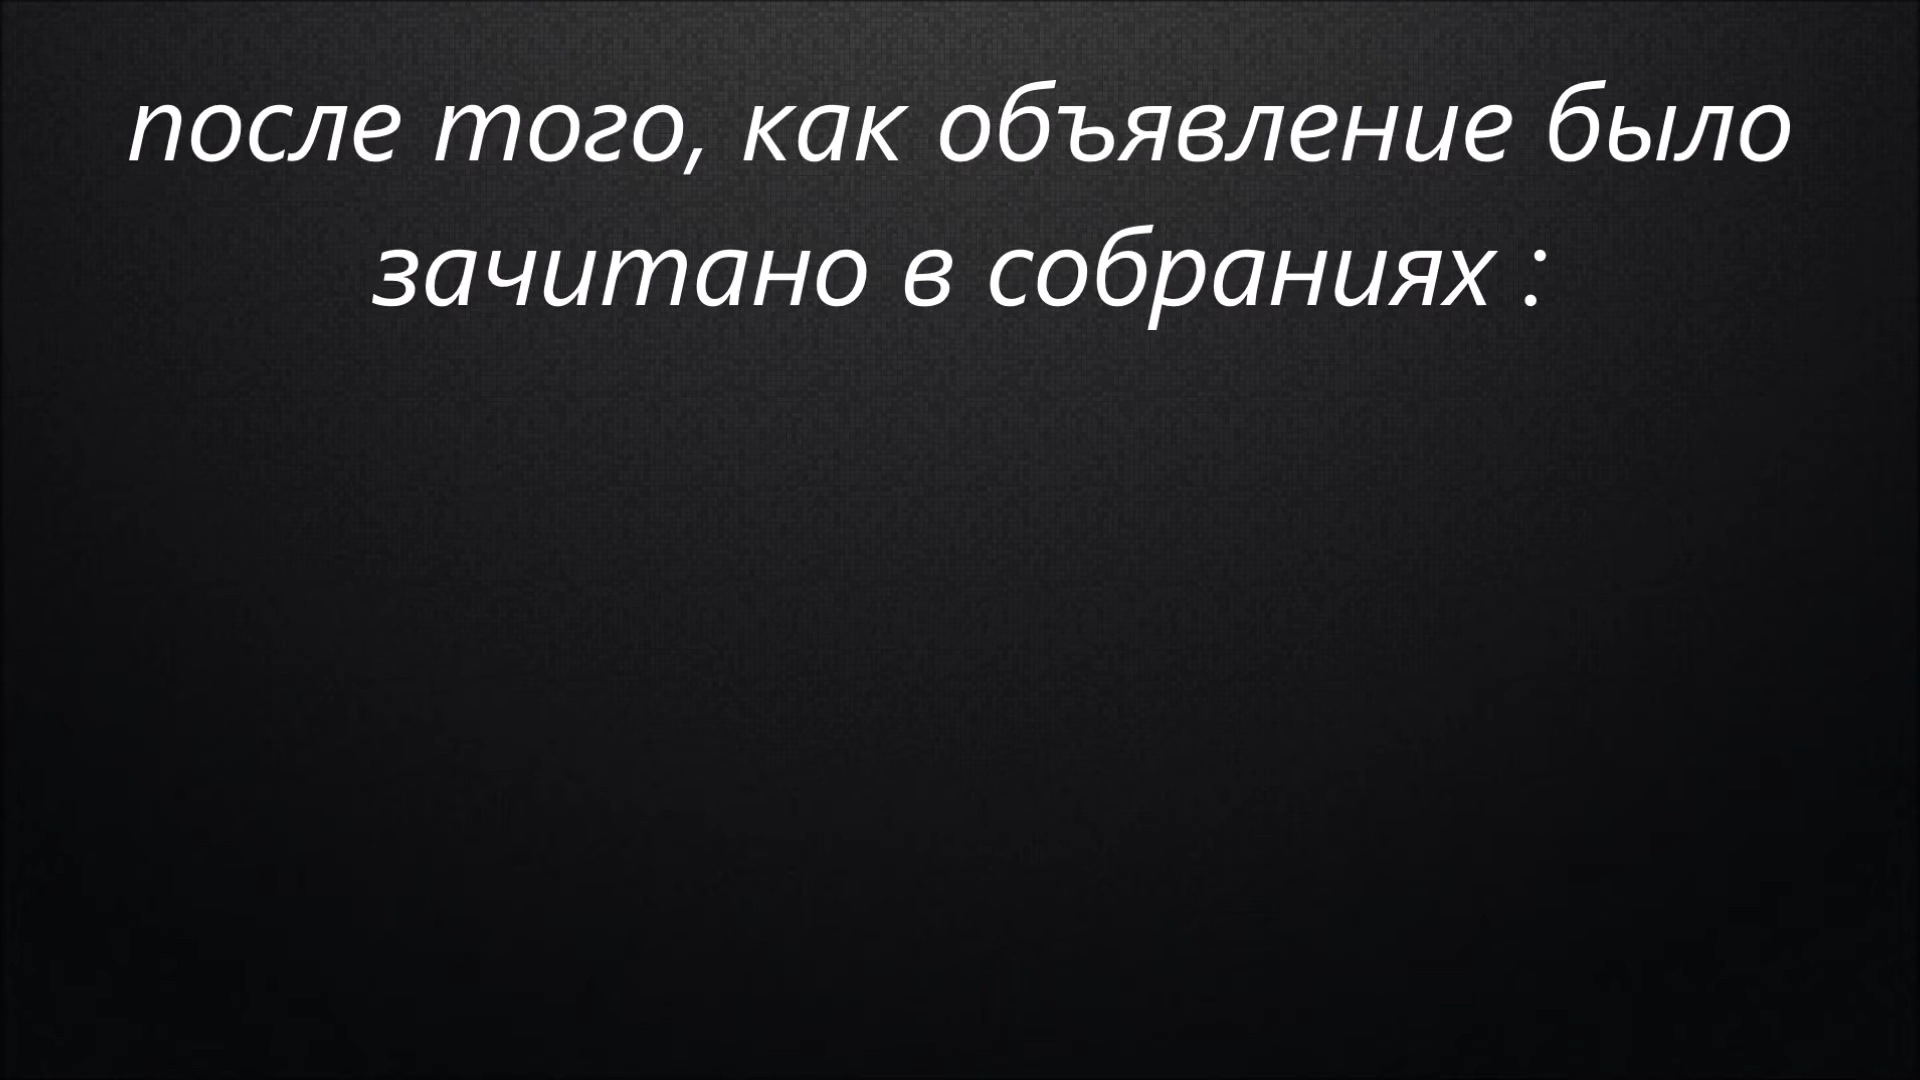 после того, как объявление было
зачитано в собраниях :